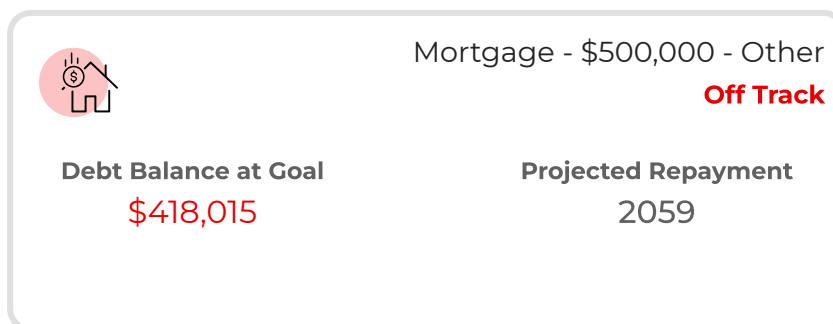 Mortgage - $500,000 - Other
Off Track
$
Debt Balance at Goal
Projected Repayment
$418,015
2059